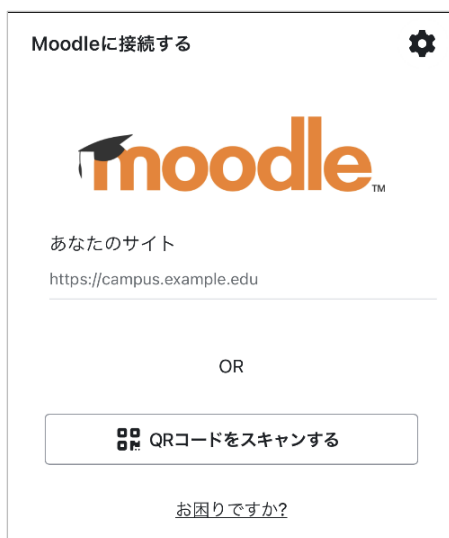 Moodleに接続する
moodle™
あなたのサイト
https://campus.example.edu
OR
QRコードをスキャンする
お困りですか?